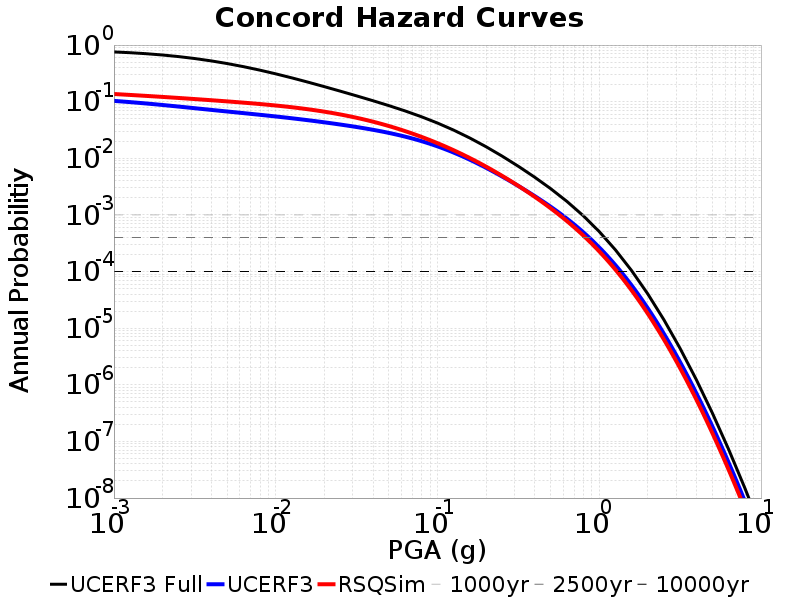 Concord Hazard Curves
Annual Probabilitiy
10^0
10^-1
10^-2
10^-3
10^-4
10^-5
10^-6
10^-7
10^-8
10^-3 10^-2 10^-1 10^0 10^1
PGA (g)
UCERF3 Full UCERF3 RSQSim 1000yr 2500yr 10000yr